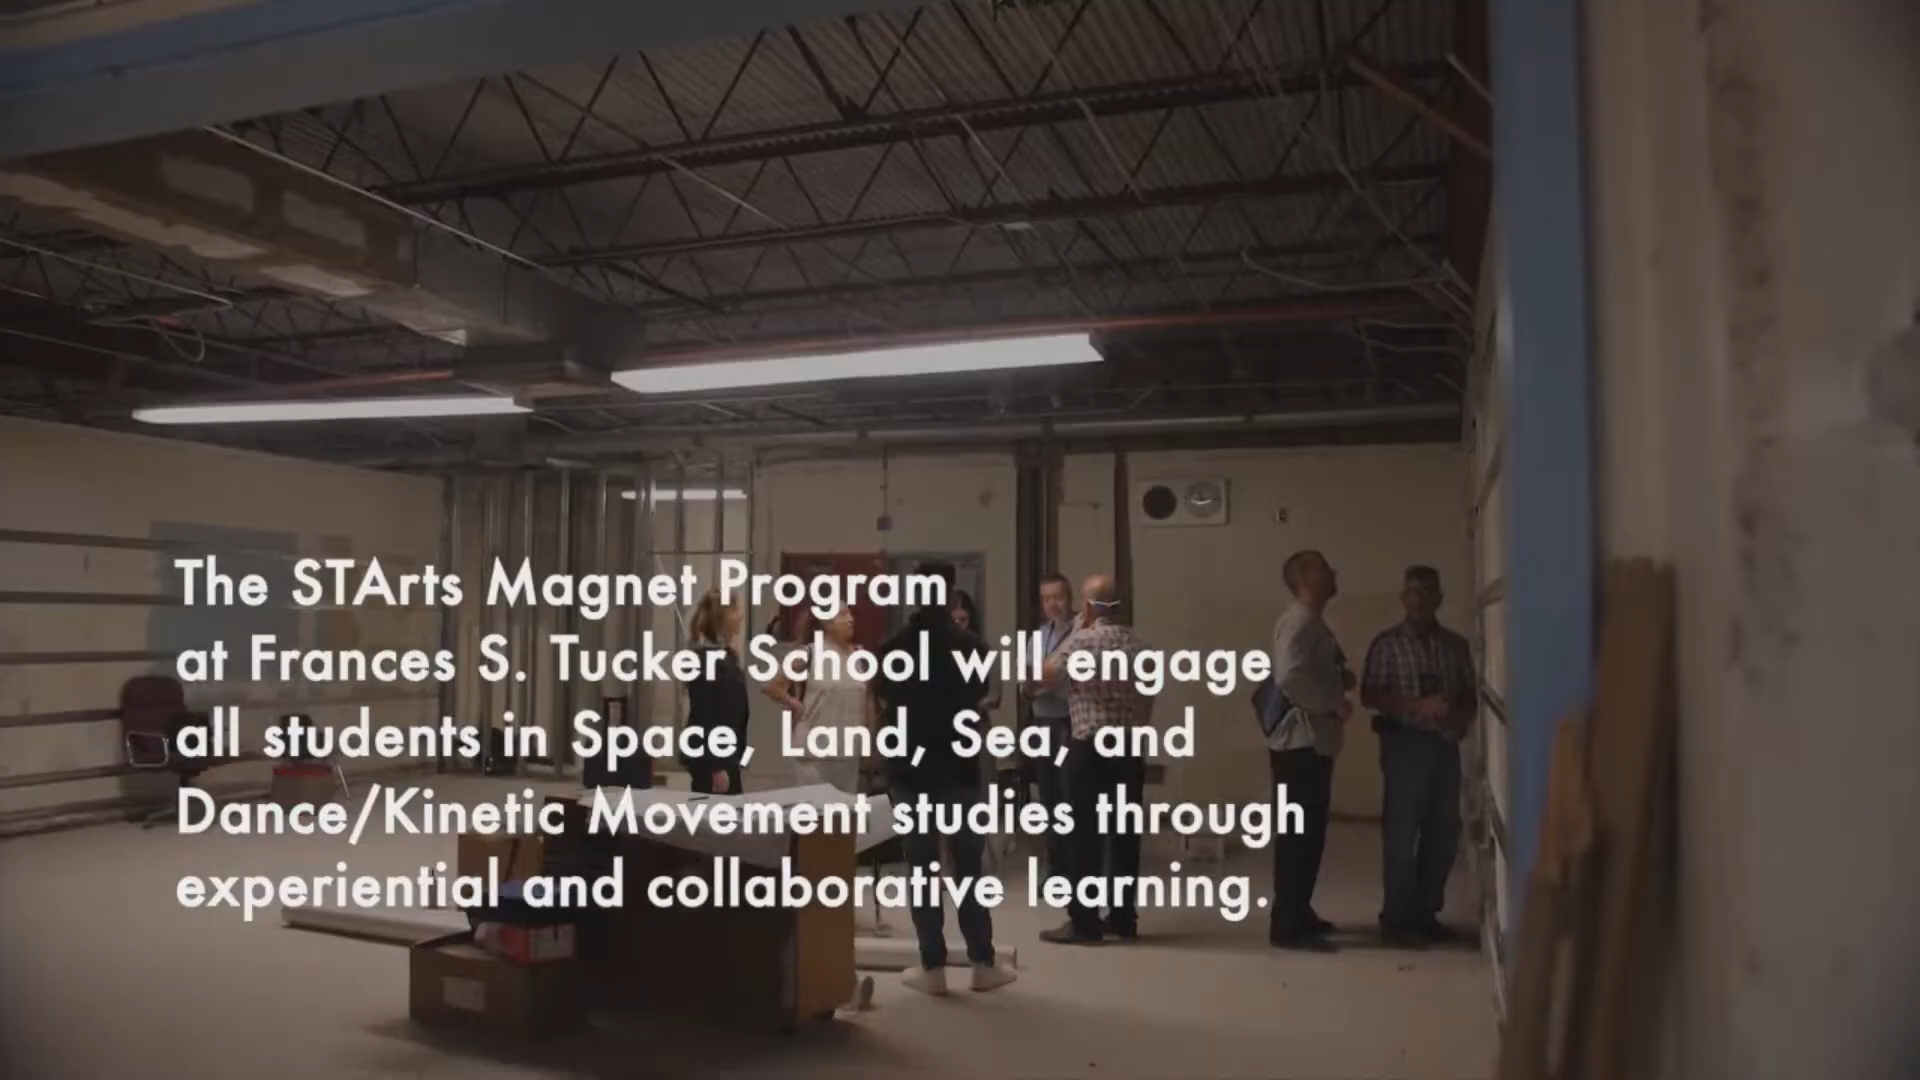 The STArts Magnet Program
at Frances S. Tucker School will engage
all students in Space, Land, Sea, and
Dance/Kinetic Movement studies through
experiential and collaborative learning.